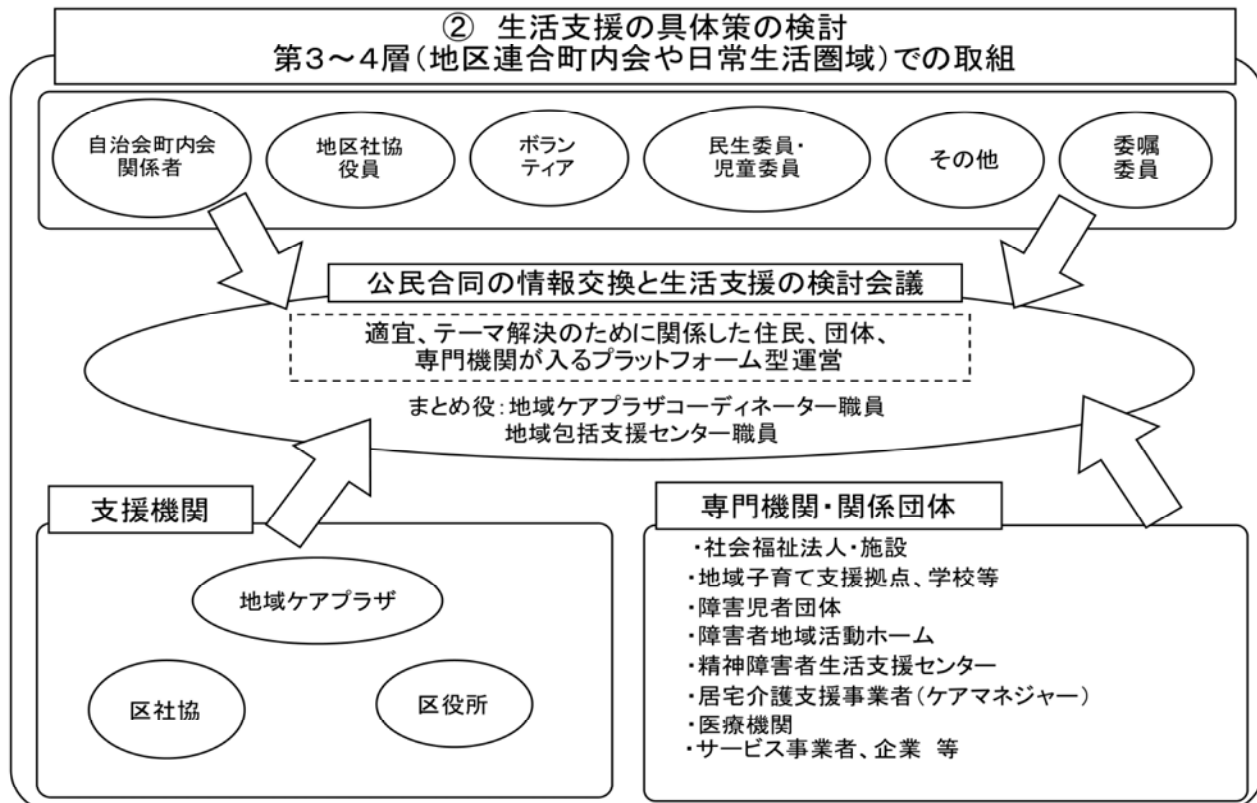 ② 生活支援の具体策の検討
第3～4層(地区連合町内会や日常生活圏域)での取組
自治会町内会
関係者
地区社協
役員
ボラン
ティア
民生委員・
児童委員
その他
委嘱
委員
公民合同の情報交換と生活支援の検討会議
適宜、テーマ解決のために関係した住民、団体、
専門機関が入るプラットフォーム型運営
まとめ役:地域ケアプラザコーディネーター職員
地域包括支援センター職員
支援機関
地域ケアプラザ
区社協
区役所
専門機関・関係団体
・社会福祉法人・施設
・地域子育て支援拠点、学校等
・障害児者団体
・障害者地域活動ホーム
・精神障害者生活支援センター
・居宅介護支援事業者(ケアマネジャー)
・医療機関
・サービス事業者、企業 等